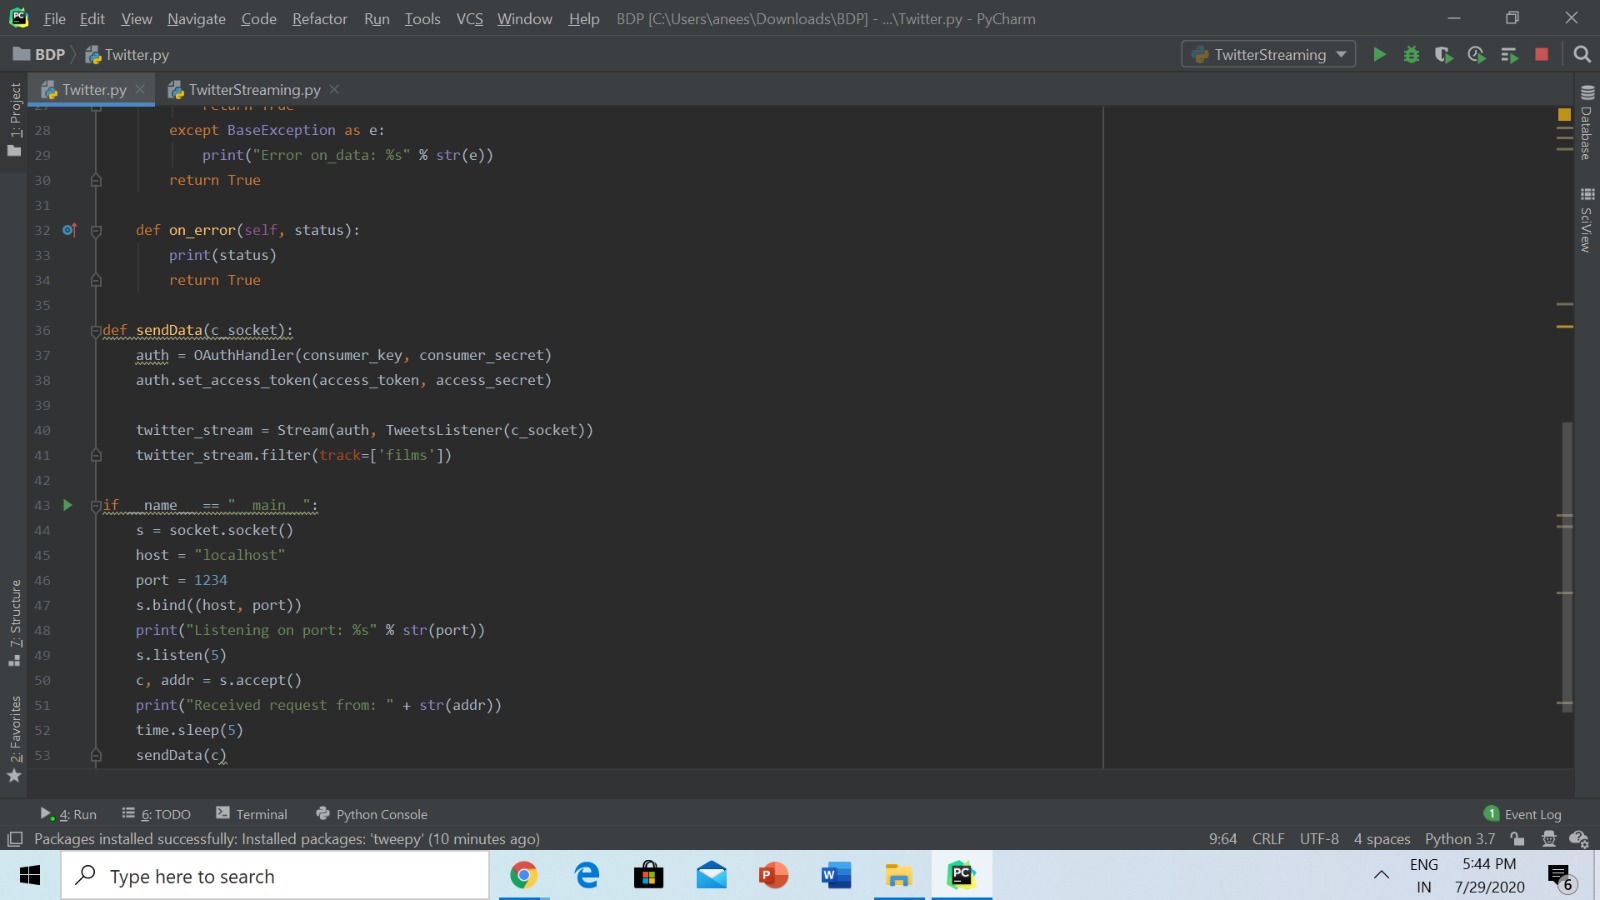 File Edit View Navigate Code Refactor Run Tools VCS Window Help BDP [C:\Users\anees\Downloads\BDP] - ...\Twitter.py - PyCharm
BDP Twitter.py TwitterStreaming
Twitter.py TwitterStreaming.py
1: Project
Database
SciView
7: Structure
2: Favorites
27 return True
28 except BaseException as e:
29 print("Error on_data: %s" % str(e))
30 return True
31
32 def on_error(self, status):
33 print(status)
34 return True
35
36 def sendData(c_socket):
37 auth = OAuthHandler(consumer_key, consumer_secret)
38 auth.set_access_token(access_token, access_secret)
39
40 twitter_stream = Stream(auth, TweetsListener(c_socket))
41 twitter_stream.filter(track=['films'])
42
43 if __name__ == "__main__":
44 s = socket.socket()
45 host = "localhost"
46 port = 1234
47 s.bind((host, port))
48 print("Listening on port: %s" % str(port))
49 s.listen(5)
50 c, addr = s.accept()
51 print("Received request from: " + str(addr))
52 time.sleep(5)
53 sendData(c)
4: Run 6: TODO Terminal Python Console 1 Event Log
Packages installed successfully: Installed packages: 'tweepy' (10 minutes ago) 9:64 CRLF UTF-8 4 spaces Python 3.7
Type here to search
ENG 5:44 PM
IN 7/29/2020 6